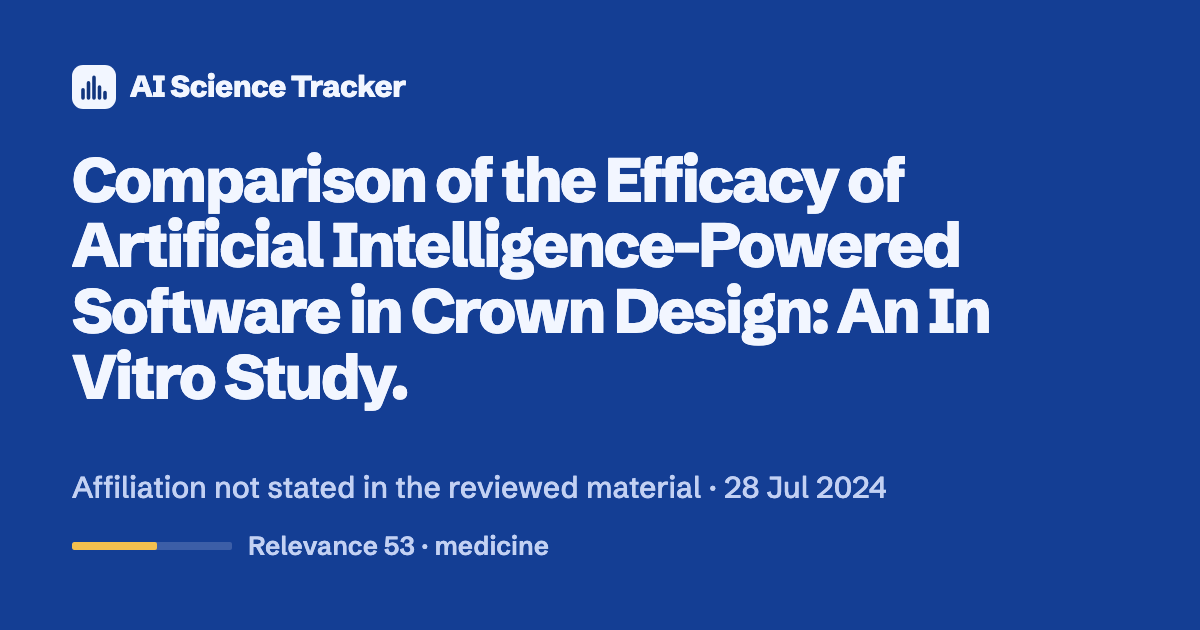 AI Science Tracker
Comparison of the Efficacy of
Artificial Intelligence-Powered
Software in Crown Design: An In
Vitro Study.
Affiliation not stated in the reviewed material · 28 Jul 2024
Relevance 53 · medicine